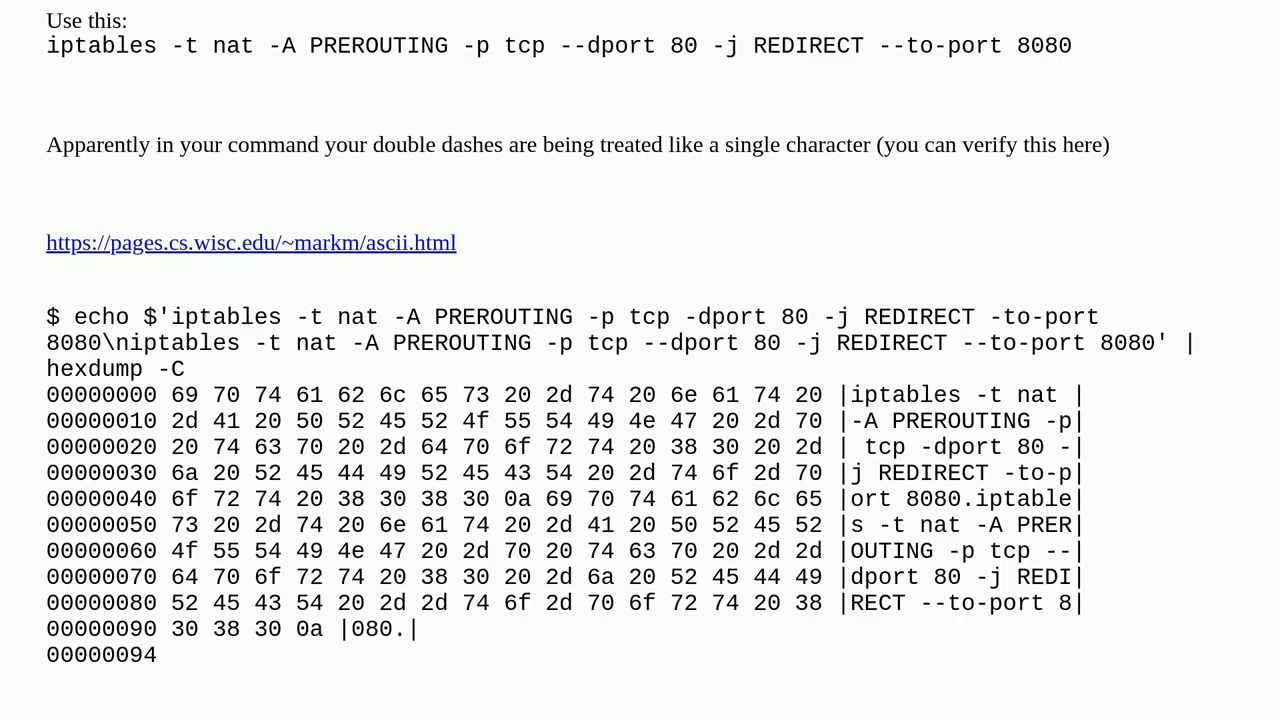 Use this:
iptables -t nat -A PREROUTING -p tcp --dport 80 -j REDIRECT --to-port 8080
Apparently in your command your double dashes are being treated like a single character (you can verify this here)
https://pages.cs.wisc.edu/~markm/ascii.html
$ echo $'iptables -t nat -A PREROUTING -p tcp -dport 80 -j REDIRECT -to-port
8080\niptables -t nat -A PREROUTING -p tcp --dport 80 -j REDIRECT --to-port 8080' |
hexdump -C
00000000 69 70 74 61 62 6c 65 73 20 2d 74 20 6e 61 74 20 |iptables -t nat |
00000010 2d 41 20 50 52 45 52 4f 55 54 49 4e 47 20 2d 70 |-A PREROUTING -p|
00000020 20 74 63 70 20 2d 64 70 6f 72 74 20 38 30 20 2d | tcp -dport 80 -|
00000030 6a 20 52 45 44 49 52 45 43 54 20 2d 74 6f 2d 70 |j REDIRECT -to-p|
00000040 6f 72 74 20 38 30 38 30 0a 69 70 74 61 62 6c 65 |ort 8080.iptable|
00000050 73 20 2d 74 20 6e 61 74 20 2d 41 20 50 52 45 52 |s -t nat -A PRER|
00000060 4f 55 54 49 4e 47 20 2d 70 20 74 63 70 20 2d 2d |OUTING -p tcp --|
00000070 64 70 6f 72 74 20 38 30 20 2d 6a 20 52 45 44 49 |dport 80 -j REDI|
00000080 52 45 43 54 20 2d 2d 74 6f 2d 70 6f 72 74 20 38 |RECT --to-port 8|
00000090 30 38 30 0a |080.|
00000094